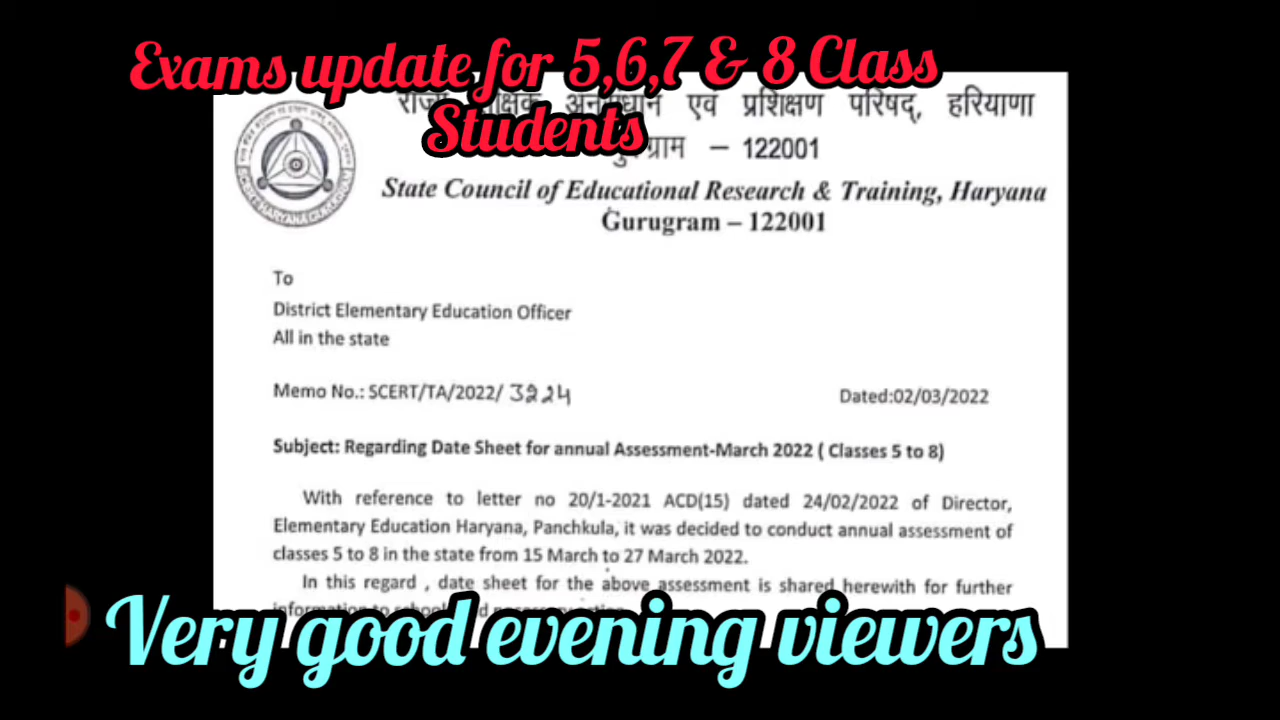 Exams update for 5,6,7 & 8 Class
Students
एवं प्रशिक्षण परिषद्, हरियाणा
– 122001
State Council of Educational Research & Training, Haryana
Gurugram – 122001
To
District Elementary Education Officer
All in the state
Memo No.: SCERT/TA/2022/ 3224
Dated:02/03/2022
Subject: Regarding Date Sheet for annual Assessment-March 2022 ( Classes 5 to 8)
With reference to letter no 20/1-2021 ACD(15) dated 24/02/2022 of Director,
Elementary Education Haryana, Panchkula, it was decided to conduct annual assessment of
classes 5 to 8 in the state from 15 March to 27 March 2022.
In this regard , date sheet for the above assessment is shared herewith for further
Very good evening viewers